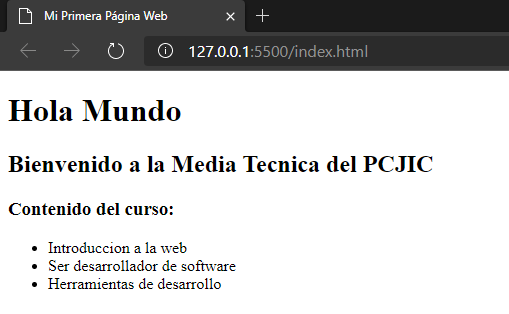 Mi Primera Página Web
127.0.0.1:5500/index.html
Hola Mundo
Bienvenido a la Media Tecnica del PCJIC
Contenido del curso:
Introduccion a la web
Ser desarrollador de software
Herramientas de desarrollo